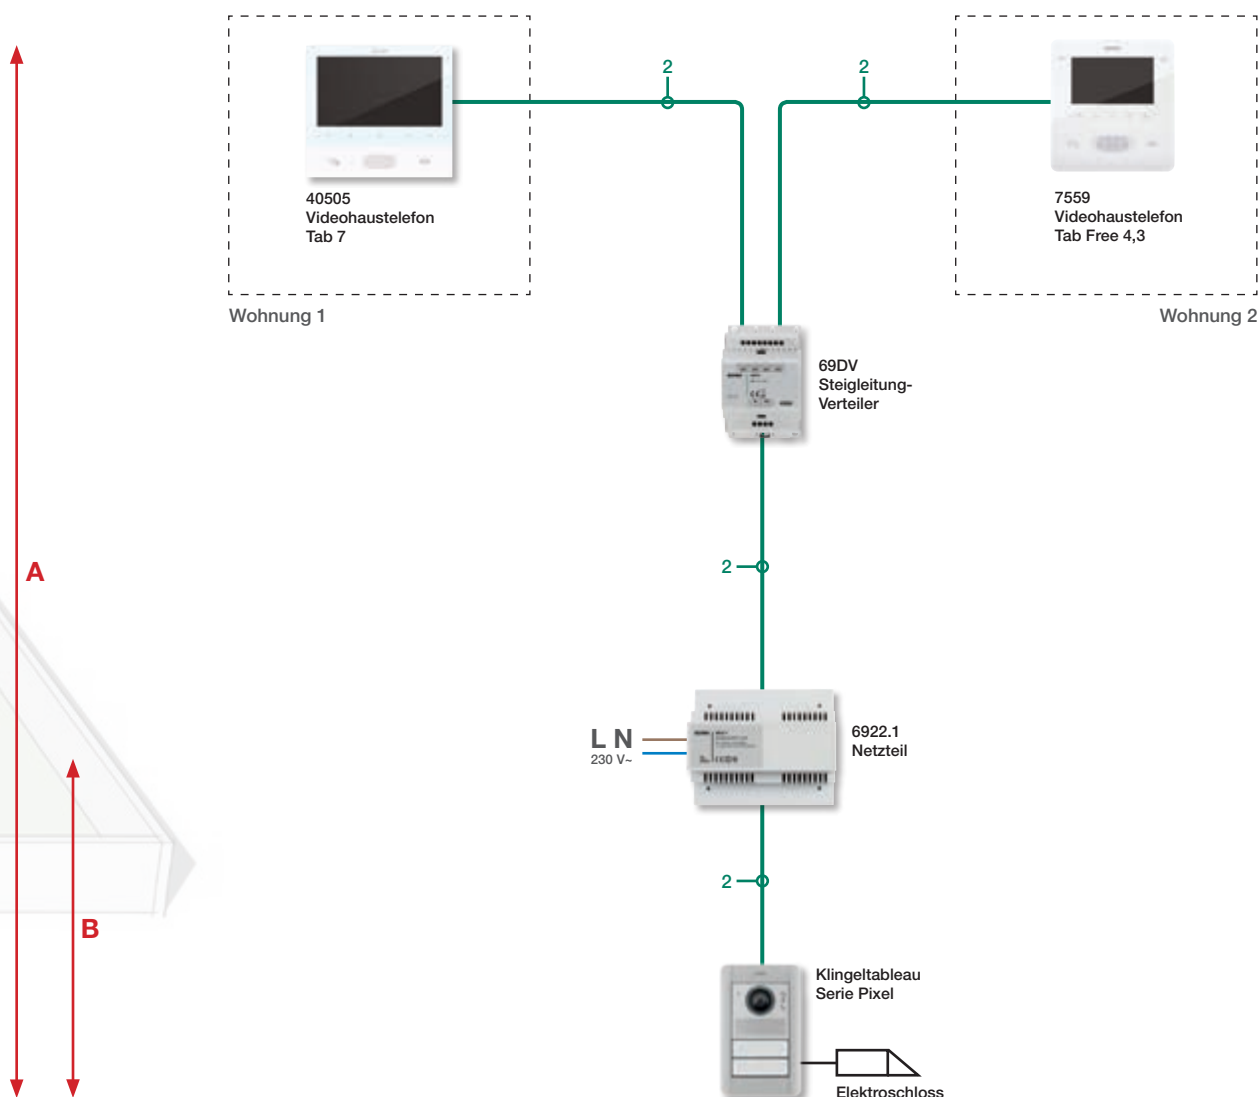 2
2
40505
Videohaustelefon
Tab 7
7559
Videohaustelefon
Tab Free 4,3
Wohnung 1
Wohnung 2
69DV
Steigleitung-
Verteiler
A
2
L N
230 V~
6922.1
Netzteil
2
B
Klingeltableau
Serie Pixel
Elektroschloss